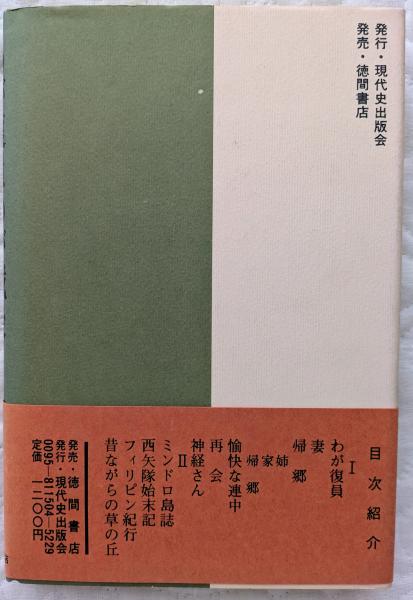 発行・現代史出版会
発売・徳間書店
目次紹介
Ⅰ
わが復員
妻
帰郷
姉
家
帰郷
愉快な連中
再会
神経さん
Ⅱ
ミンドロ島誌
西矢隊始末記
フィリピン紀行
昔ながらの草の丘
発売・徳間書店
発行・現代史出版会
0095―811504―5229
定価 一二〇〇円